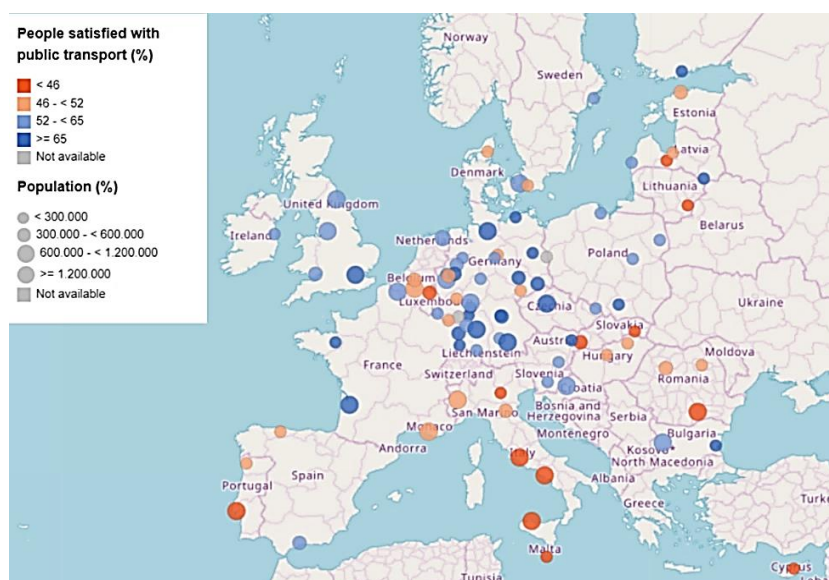 People satisfied with
public transport (%)
< 46
46 - < 52
52 - < 65
>= 65
Not available
Population (%)
< 300.000
300.000 - < 600.000
600.000 - < 1.200.000
>= 1.200.000
Not available
Norway
Sweden
Estonia
Latvia
Denmark
Lithuania
United Kingdom
Belarus
Ireland
Netherlands
Poland
Germany
Belgium
Luxembou
Czechia
Ukraine
Slovakia
Austri
France
Liechtenstein
Hungary
Moldova
Switzerland
Slovenia
Romania
Croatia
San Marino
Bosnia and
Herzegovina
Serbia
Monaco
Montenegro
Bulgaria
Andorra
Kosovo
Italy
North Macedonia
Spain
Portugal
Albania
Greece
Turke
Malta
Cyprus
Tunisia